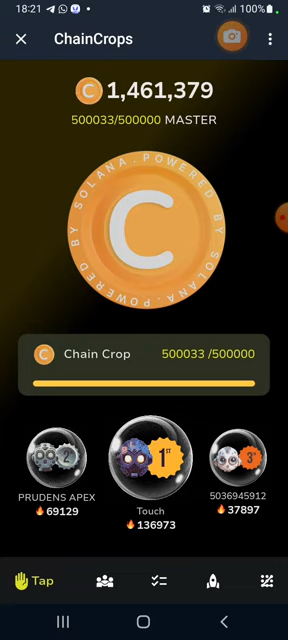 18:21
100%
ChainCrops
C 1,461,379
500033/500000 MASTER
POWERED BY SOLANA. POWERED BY SOLANA.
C
C Chain Crop 500033 /500000
2
1ST
3
PRUDENS APEX
69129
Touch
136973
5036945912
37897
Tap